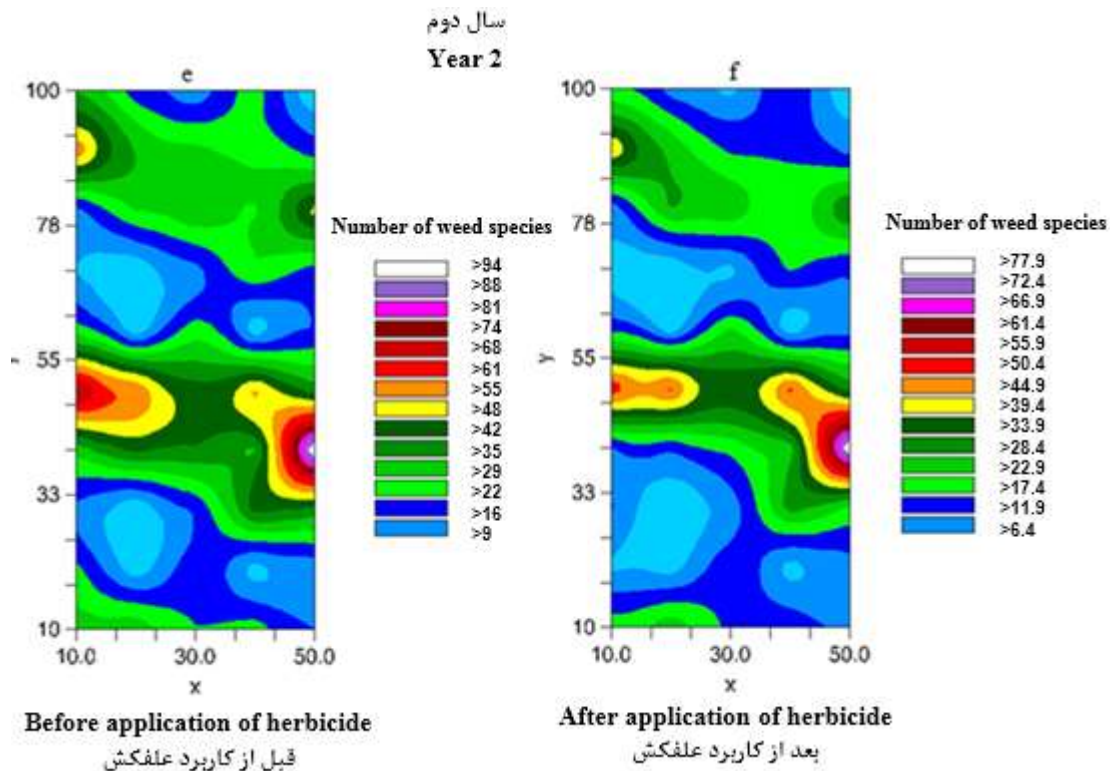 سال دوم
Year 2
e
100
78
55
33
10
10.0 30.0 50.0
x
Number of weed species
>94
>88
>81
>74
>68
>61
>55
>48
>42
>35
>29
>22
>16
>9
Before application of herbicide
قبل از کاربرد علفکش
f
100
78
55
33
10
y
10.0 30.0 50.0
x
Number of weed species
>77.9
>72.4
>66.9
>61.4
>55.9
>50.4
>44.9
>39.4
>33.9
>28.4
>22.9
>17.4
>11.9
>6.4
After application of herbicide
بعد از کاربرد علفکش